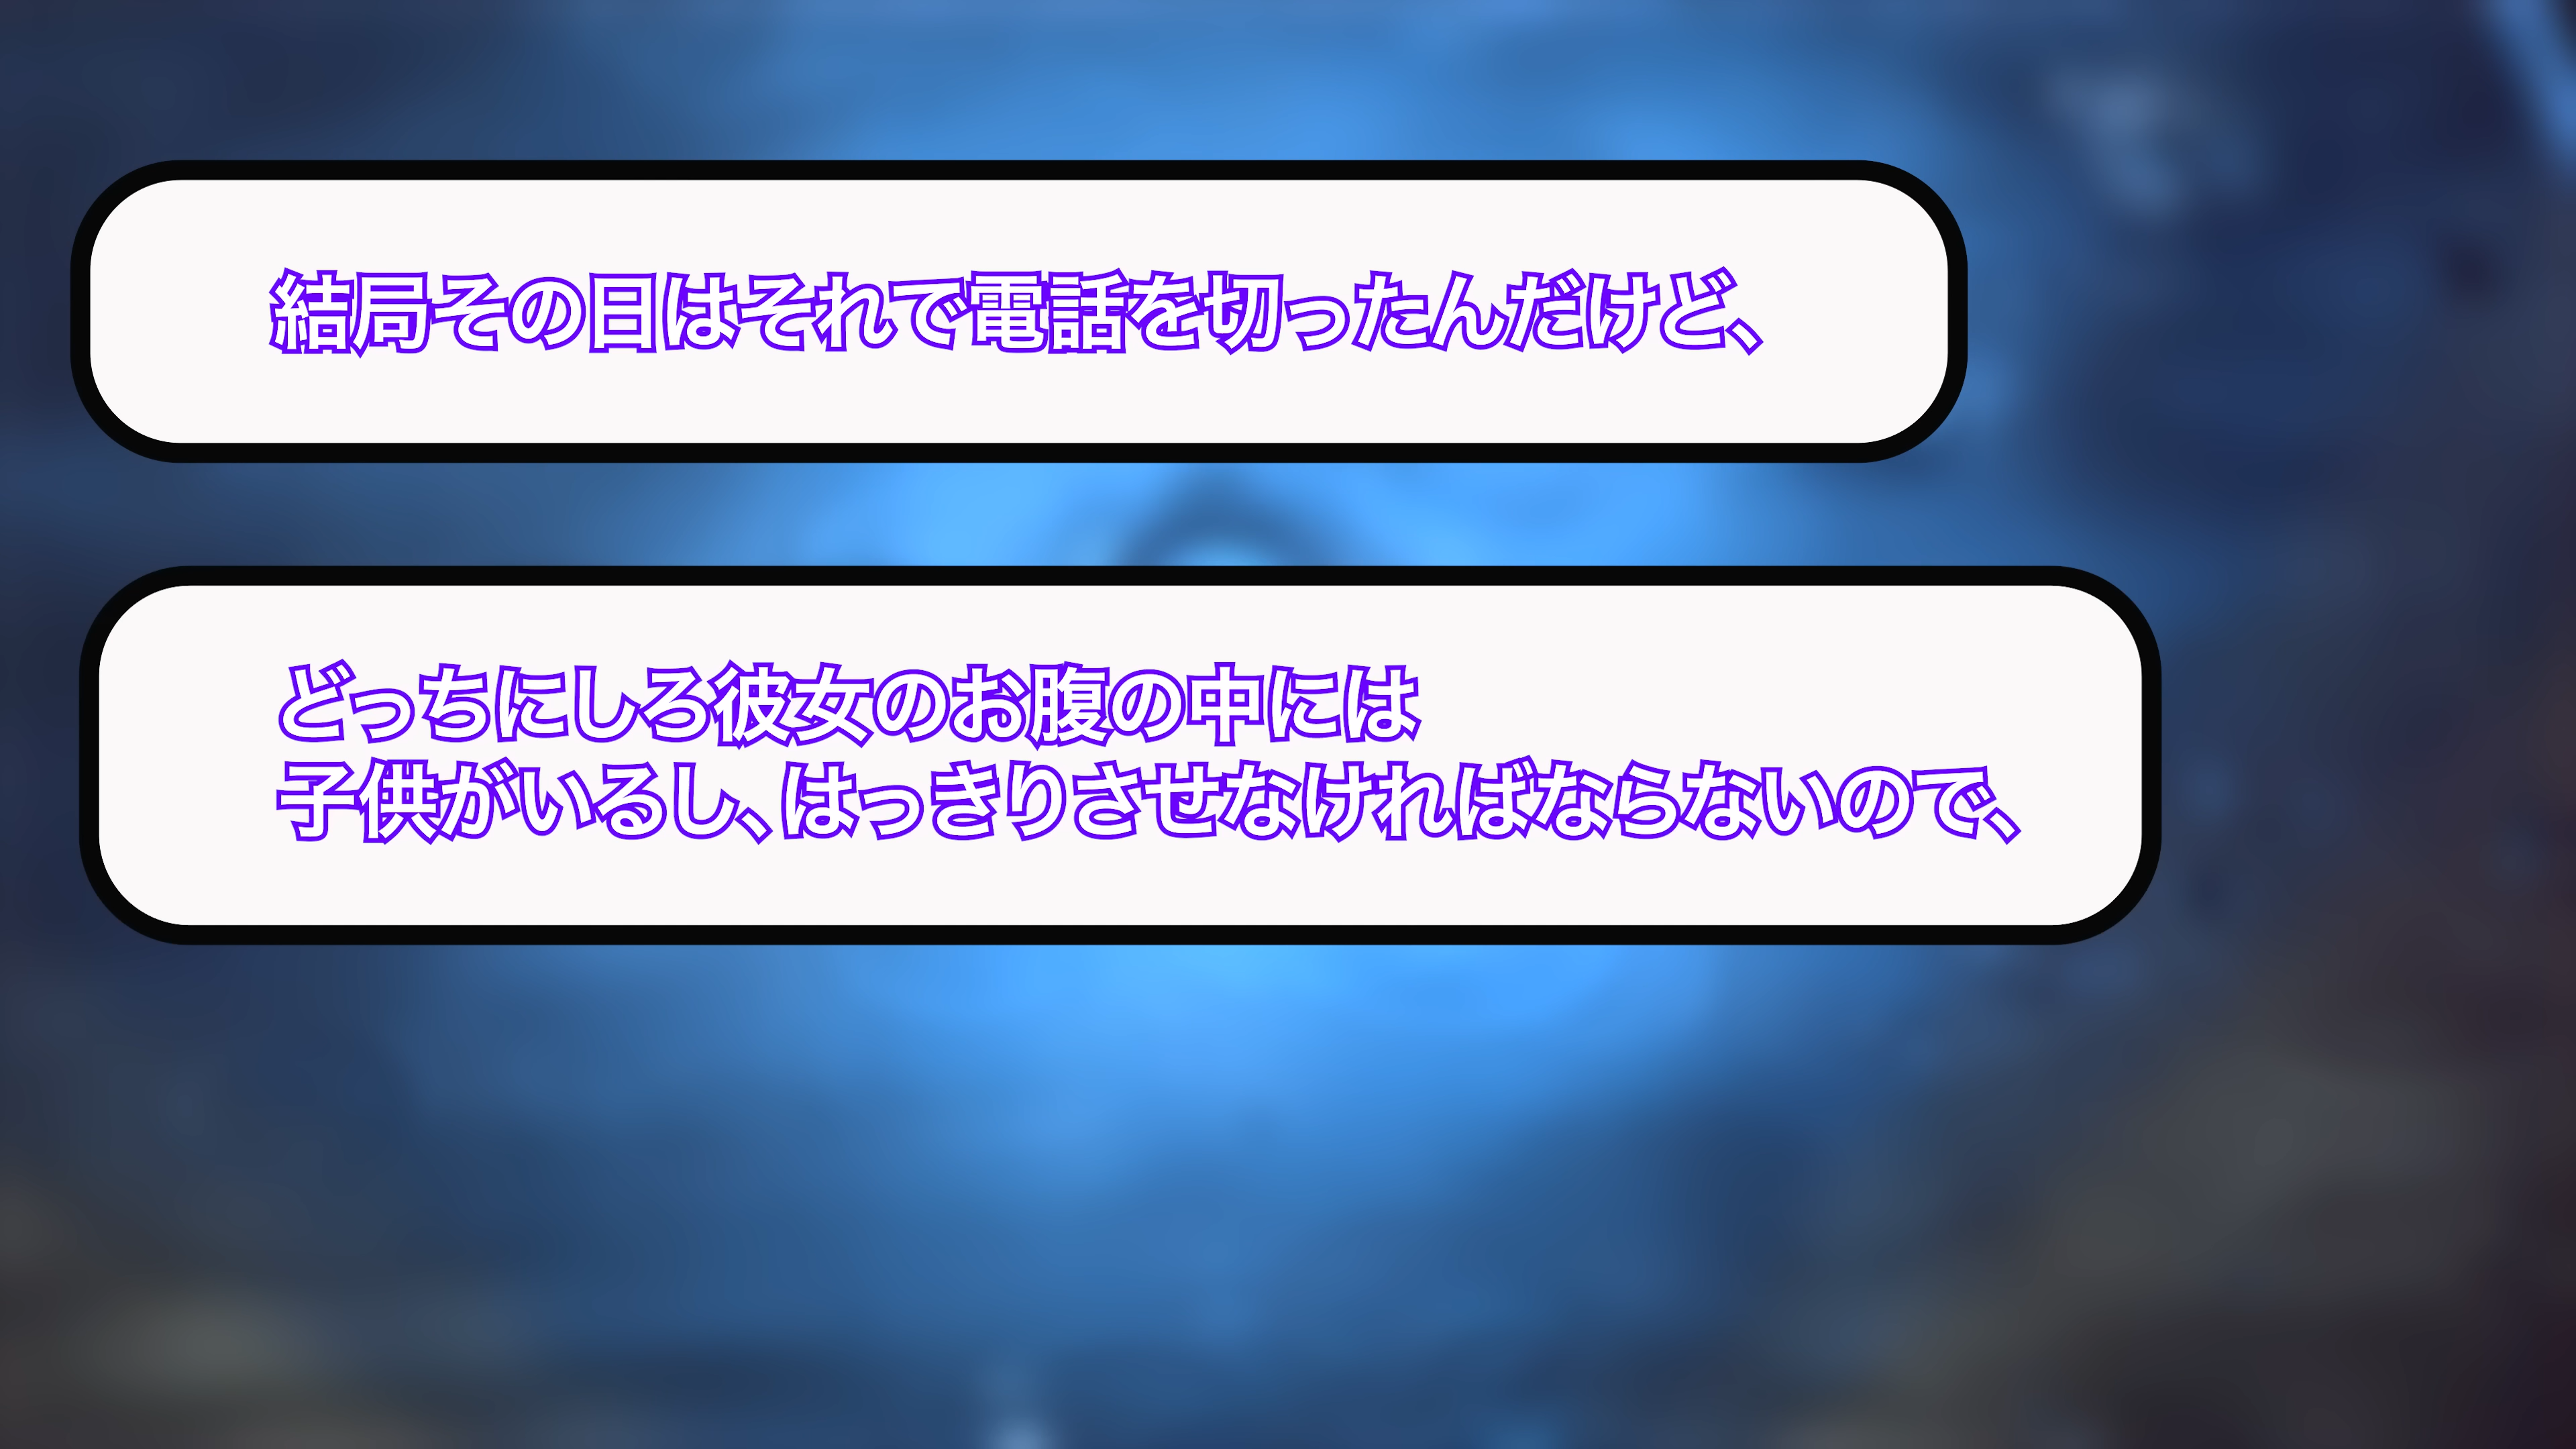 結局その日はそれで電話を切ったんだけど、
どっちにしろ彼女のお腹の中には
子供がいるし、はっきりさせなければならないので、